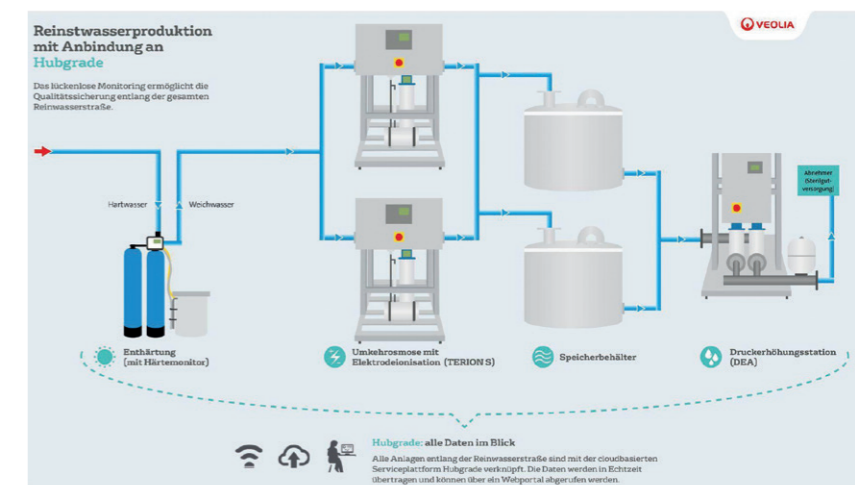 Reinstwasserproduktion
mit Anbindung an
Hubgrade
Das lückenlose Monitoring ermöglicht die
Qualitätssicherung entlang der gesamten
Reinwasserstraße.
VEOLIA
Hartwasser
Weichwasser
Abnehmer
(Sterilgut-
versorgung)
Enthärtung
(mit Härtemonitor)
Umkehrosmose mit
Elektrodeionisation (TERION S)
Speicherbehälter
Druckerhöhungsstation
(DEA)
Hubgrade: alle Daten im Blick
Alle Anlagen entlang der Reinwasserstraße sind mit der cloudbasierten
Serviceplattform Hubgrade verknüpft. Die Daten werden in Echtzeit
übertragen und können über ein Webportal abgerufen werden.